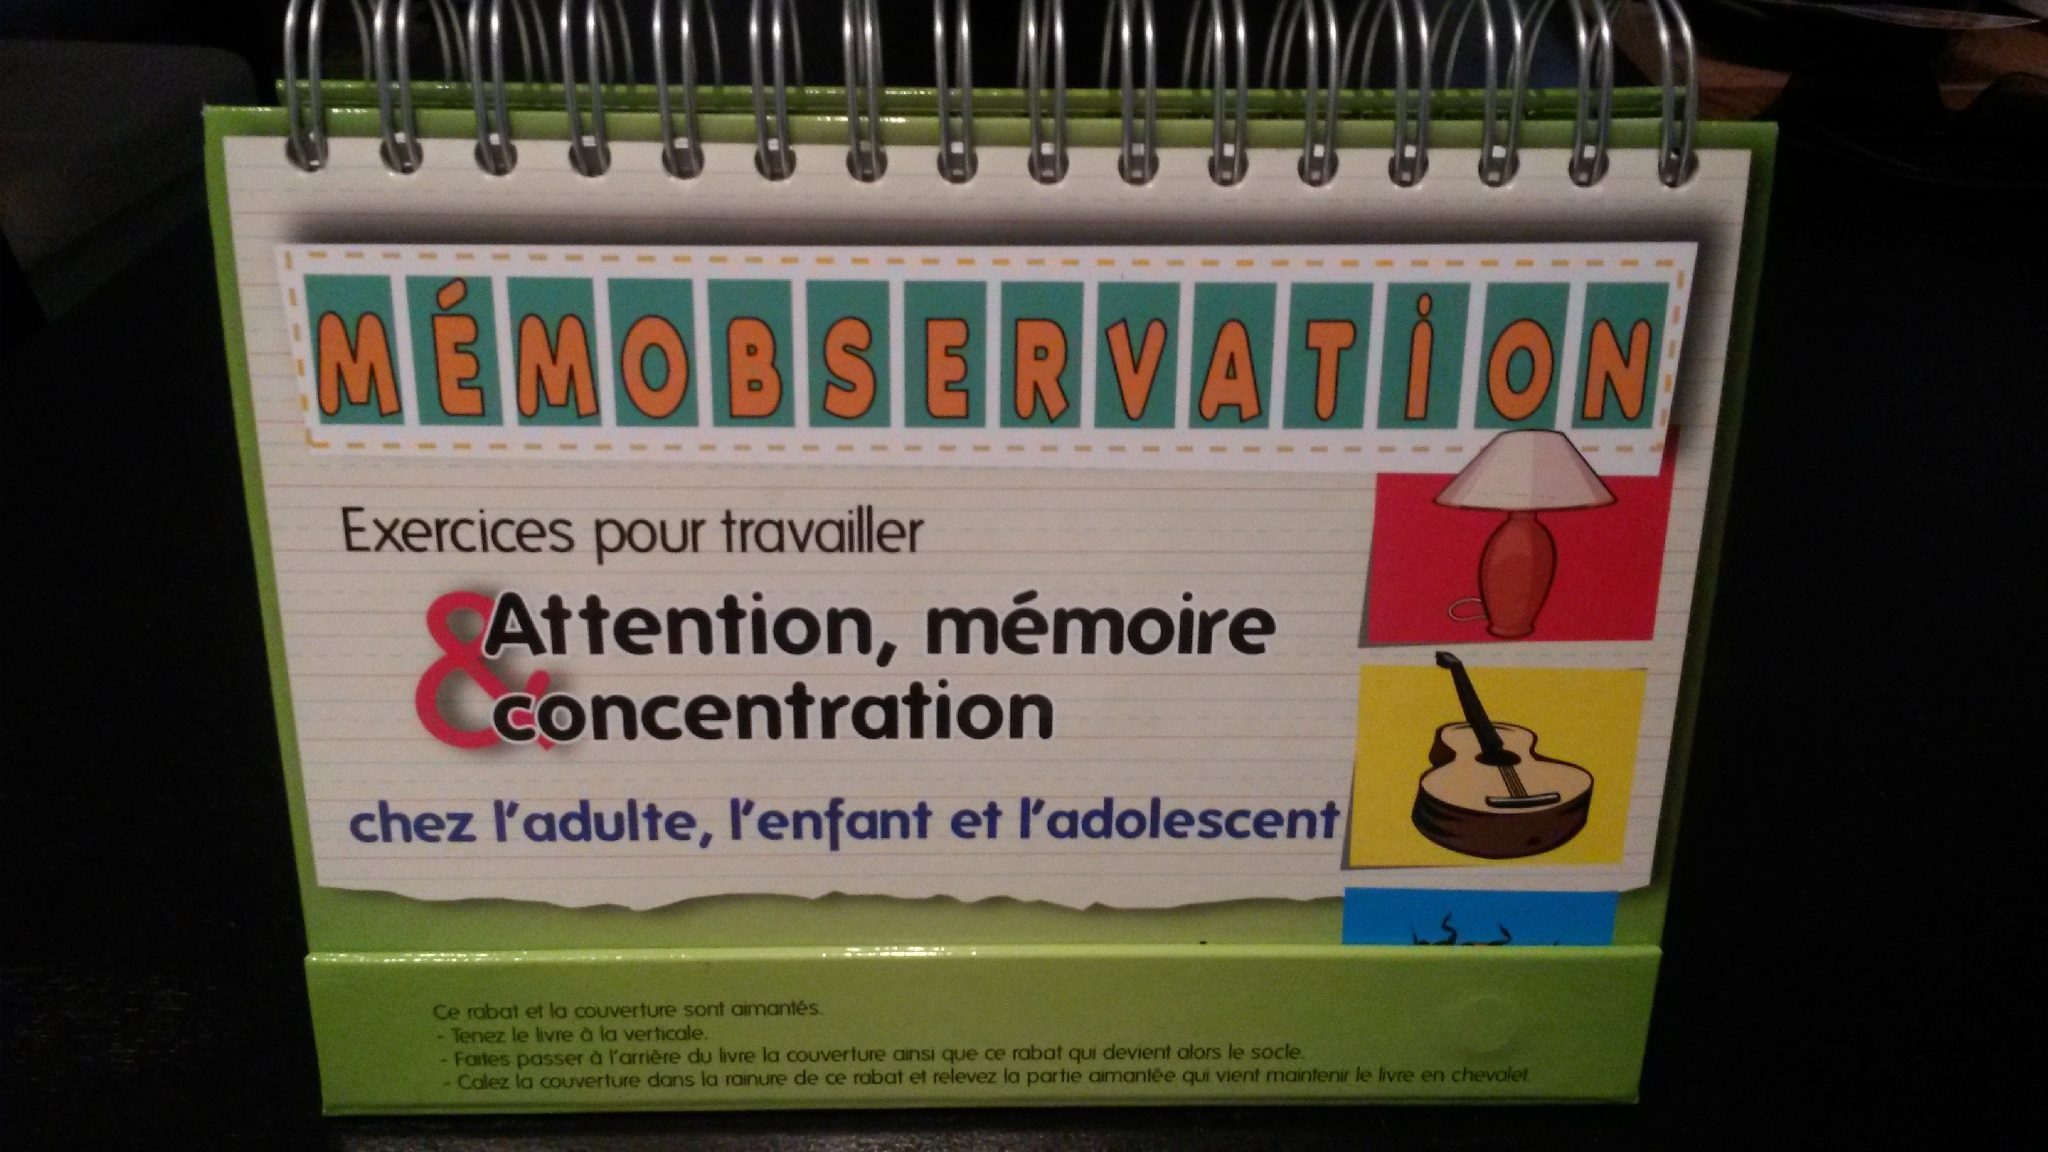 MÉMOBSERVATION
Exercices pour travailler
Attention, mémoire
& concentration
chez l'adulte, l'enfant et l'adolescent
Ce rabat et la couverture sont aimantés.
- Tenez le livre à la verticale.
- Faites passer à l'arrière du livre la couverture ainsi que ce rabat qui devient alors le socle.
- Calez la couverture dans la rainure de ce rabat et relevez la partie aimantée qui vient maintenir le livre en chevalet.